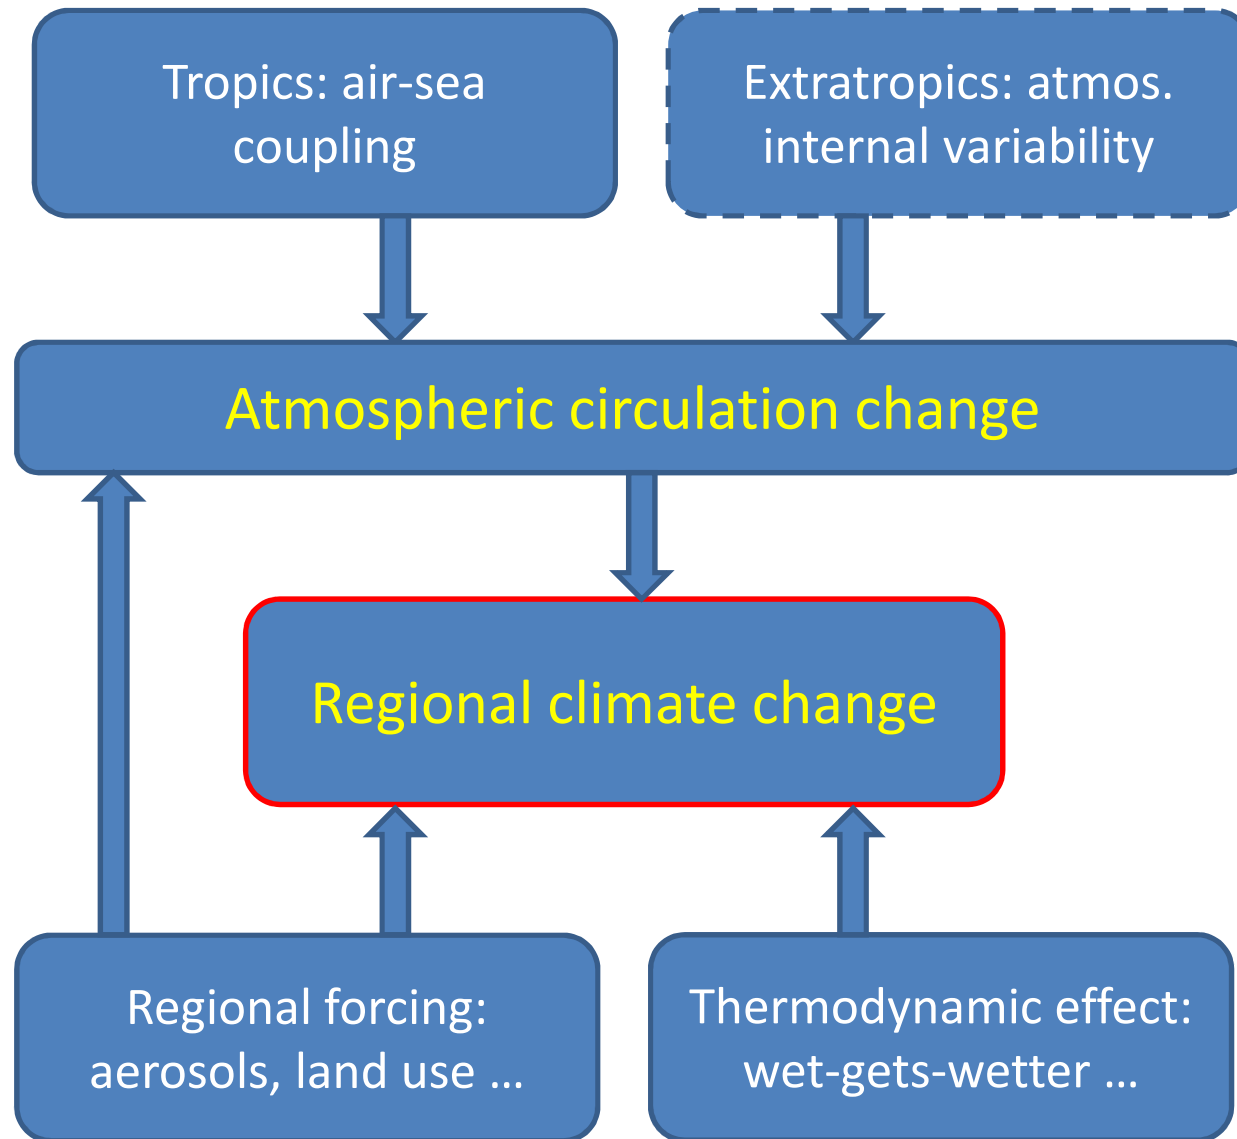 Tropics: air-sea
coupling
Extratropics: atmos.
internal variability
Atmospheric circulation change
Regional climate change
Regional forcing:
aerosols, land use ...
Thermodynamic effect:
wet-gets-wetter ...